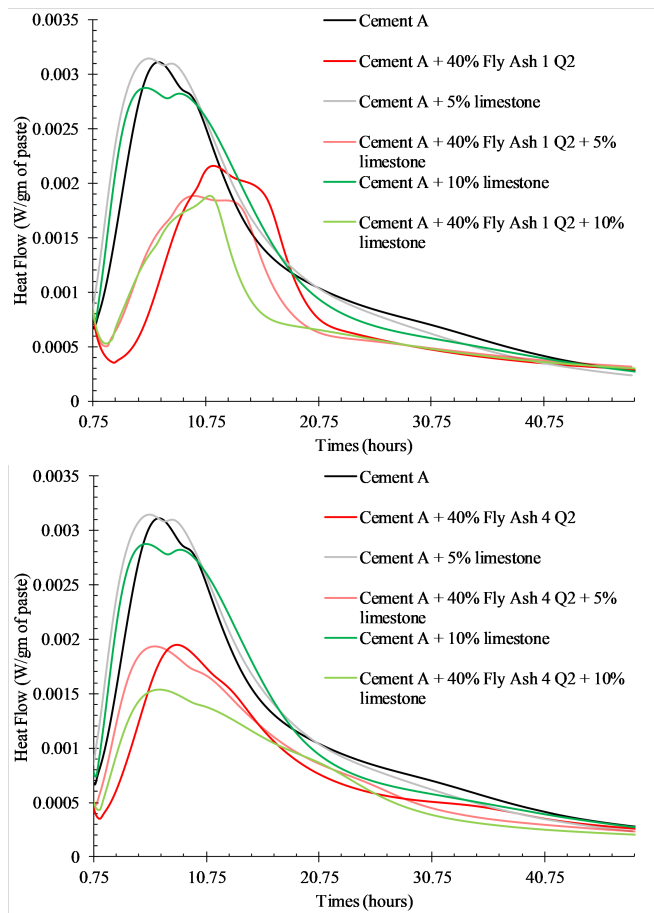 0.0035
0.003
0.0025
0.002
0.0015
0.001
0.0005
0
Heat Flow (W/gm of paste)
0.75
10.75
20.75
30.75
40.75
Times (hours)
Cement A
Cement A + 40% Fly Ash 1 Q2
Cement A + 5% limestone
Cement A + 40% Fly Ash 1 Q2 + 5%
limestone
Cement A + 10% limestone
Cement A + 40% Fly Ash 1 Q2 + 10%
limestone
0.0035
0.003
0.0025
0.002
0.0015
0.001
0.0005
0
Heat Flow (W/gm of paste)
0.75
10.75
20.75
30.75
40.75
Times (hours)
Cement A
Cement A + 40% Fly Ash 4 Q2
Cement A + 5% limestone
Cement A + 40% Fly Ash 4 Q2 + 5%
limestone
Cement A + 10% limestone
Cement A + 40% Fly Ash 4 Q2 + 10%
limestone